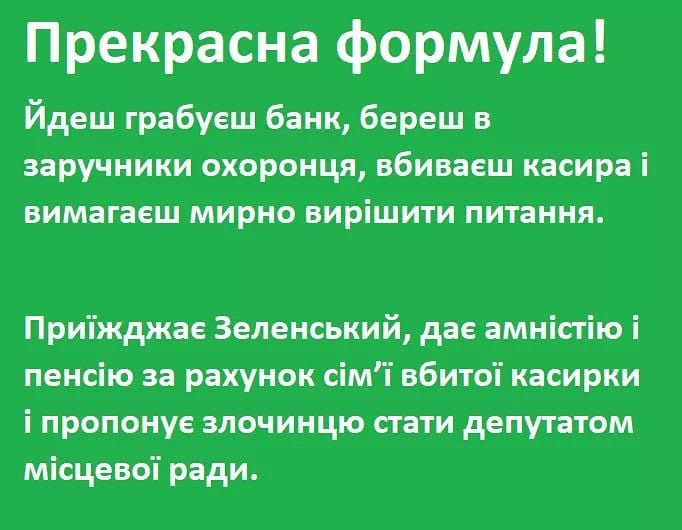 Прекрасна формула!
Йдеш грабуєш банк, береш в
заручники охоронця, вбиваєш касира і
вимагаєш мирно вирішити питання.
Приїжджає Зеленський, дає амністію і
пенсію за рахунок сім’ї вбитої касирки
і пропонує злочинцю стати депутатом
місцевої ради.